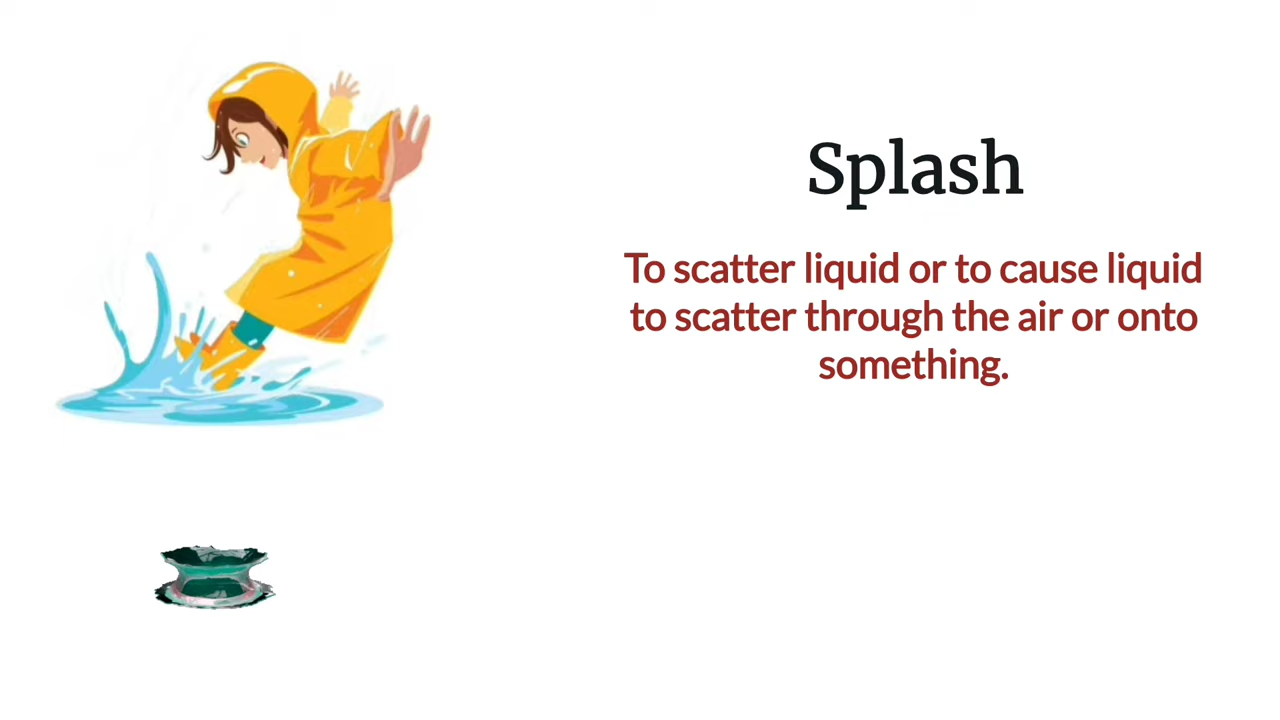 Splash
To scatter liquid or to cause liquid
to scatter through the air or onto
something.